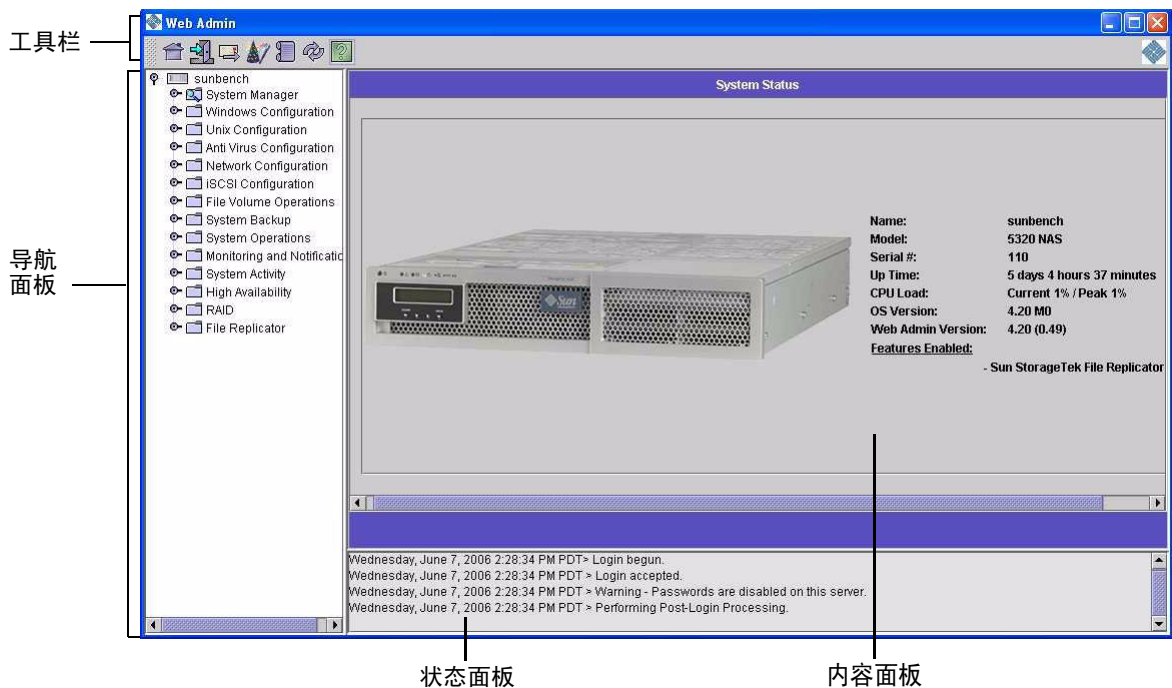 工具栏
Web Admin
导航
面板
sunbench
System Manager
Windows Configuration
Unix Configuration
Anti Virus Configuration
Network Configuration
iSCSI Configuration
File Volume Operations
System Backup
System Operations
Monitoring and Notificatio
System Activity
High Availability
RAID
File Replicator
System Status
Sun
Name: sunbench
Model: 5320 NAS
Serial #: 110
Up Time: 5 days 4 hours 37 minutes
CPU Load: Current 1% / Peak 1%
OS Version: 4.20 M0
Web Admin Version: 4.20 (0.49)
Features Enabled:
- Sun StorageTek File Replicator
Wednesday, June 7, 2006 2:28:34 PM PDT> Login begun.
Wednesday, June 7, 2006 2:28:34 PM PDT > Login accepted.
Wednesday, June 7, 2006 2:28:34 PM PDT > Warning - Passwords are disabled on this server.
Wednesday, June 7, 2006 2:28:34 PM PDT > Performing Post-Login Processing.
状态面板
内容面板